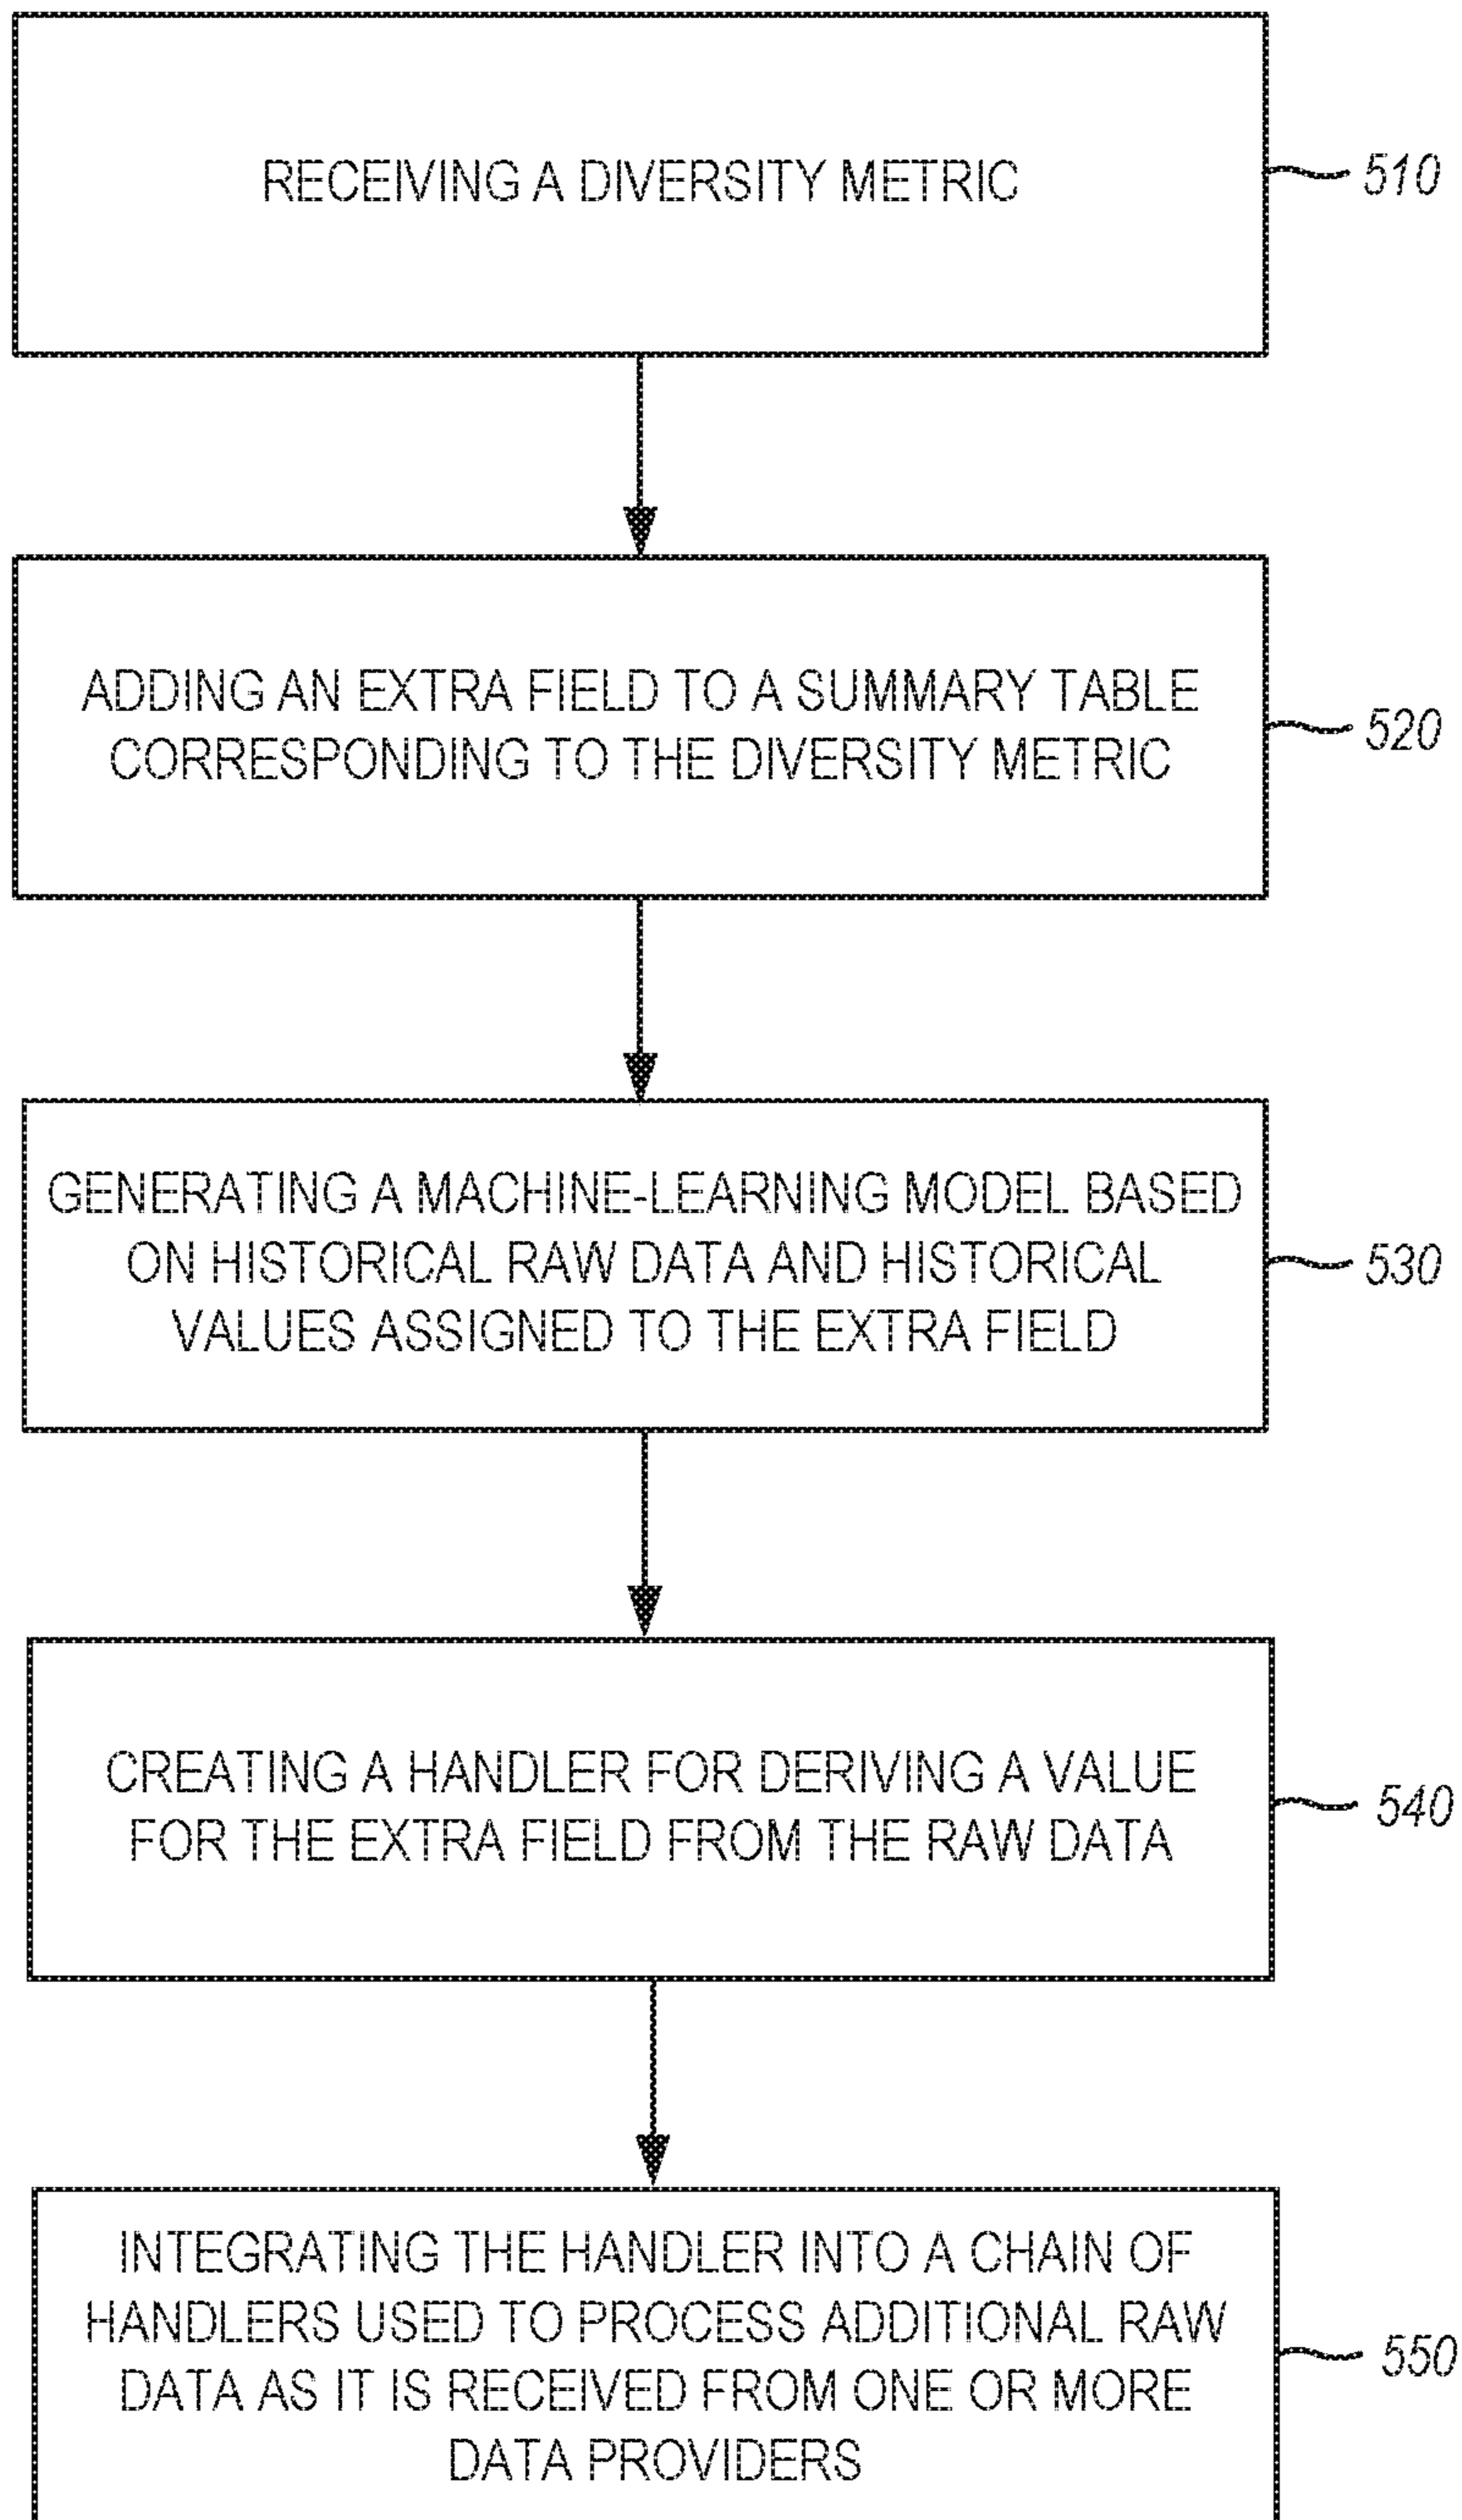 RECEIVING A DIVERSITY METRIC
510
ADDING AN EXTRA FIELD TO A SUMMARY TABLE
CORRESPONDING TO THE DIVERSITY METRIC
520
GENERATING A MACHINE-LEARNING MODEL BASED
ON HISTORICAL RAW DATA AND HISTORICAL
VALUES ASSIGNED TO THE EXTRA FIELD
530
CREATING A HANDLER FOR DERIVING A VALUE
FOR THE EXTRA FIELD FROM THE RAW DATA
540
INTEGRATING THE HANDLER INTO A CHAIN OF
HANDLERS USED TO PROCESS ADDITIONAL RAW
DATA AS IT IS RECEIVED FROM ONE OR MORE
DATA PROVIDERS
550